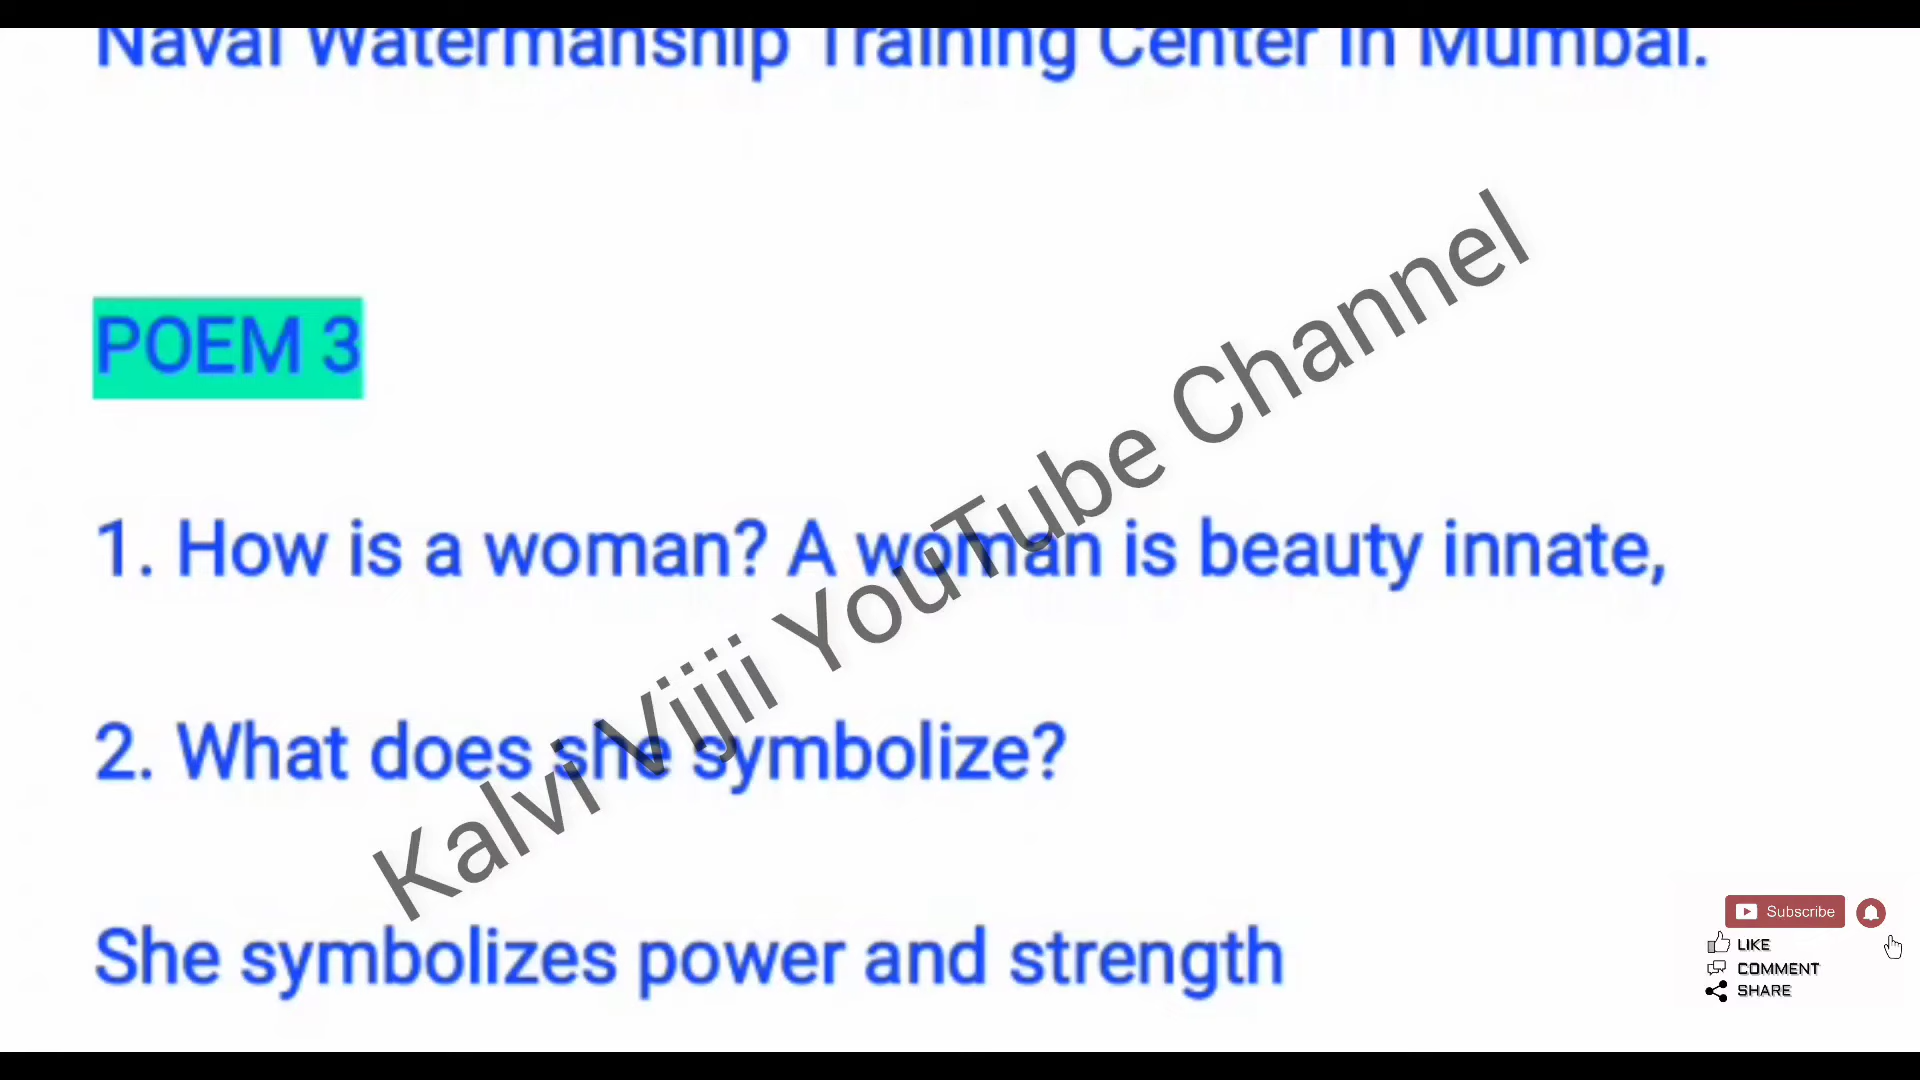 Naval Watermanship Training Center in Mumbai.
POEM 3
1. How is a woman? A woman is beauty innate,
2. What does she symbolize?
She symbolizes power and strength
Kalvi Vijii YouTube Channel
Subscribe
LIKE
COMMENT
SHARE